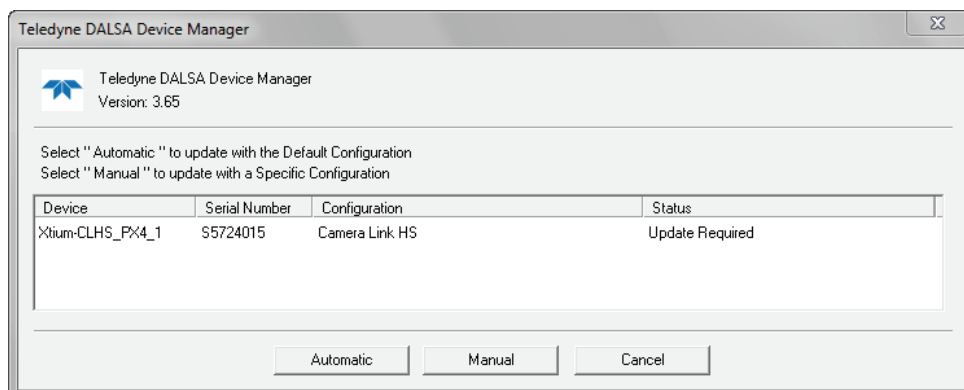 Teledyne DALSA Device Manager
Teledyne DALSA Device Manager
Version: 3.65
Select "Automatic" to update with the Default Configuration
Select "Manual" to update with a Specific Configuration
Device Serial Number Configuration Status
Xtium-CLHS_PX4_1 S5724015 Camera Link HS Update Required
Automatic Manual Cancel